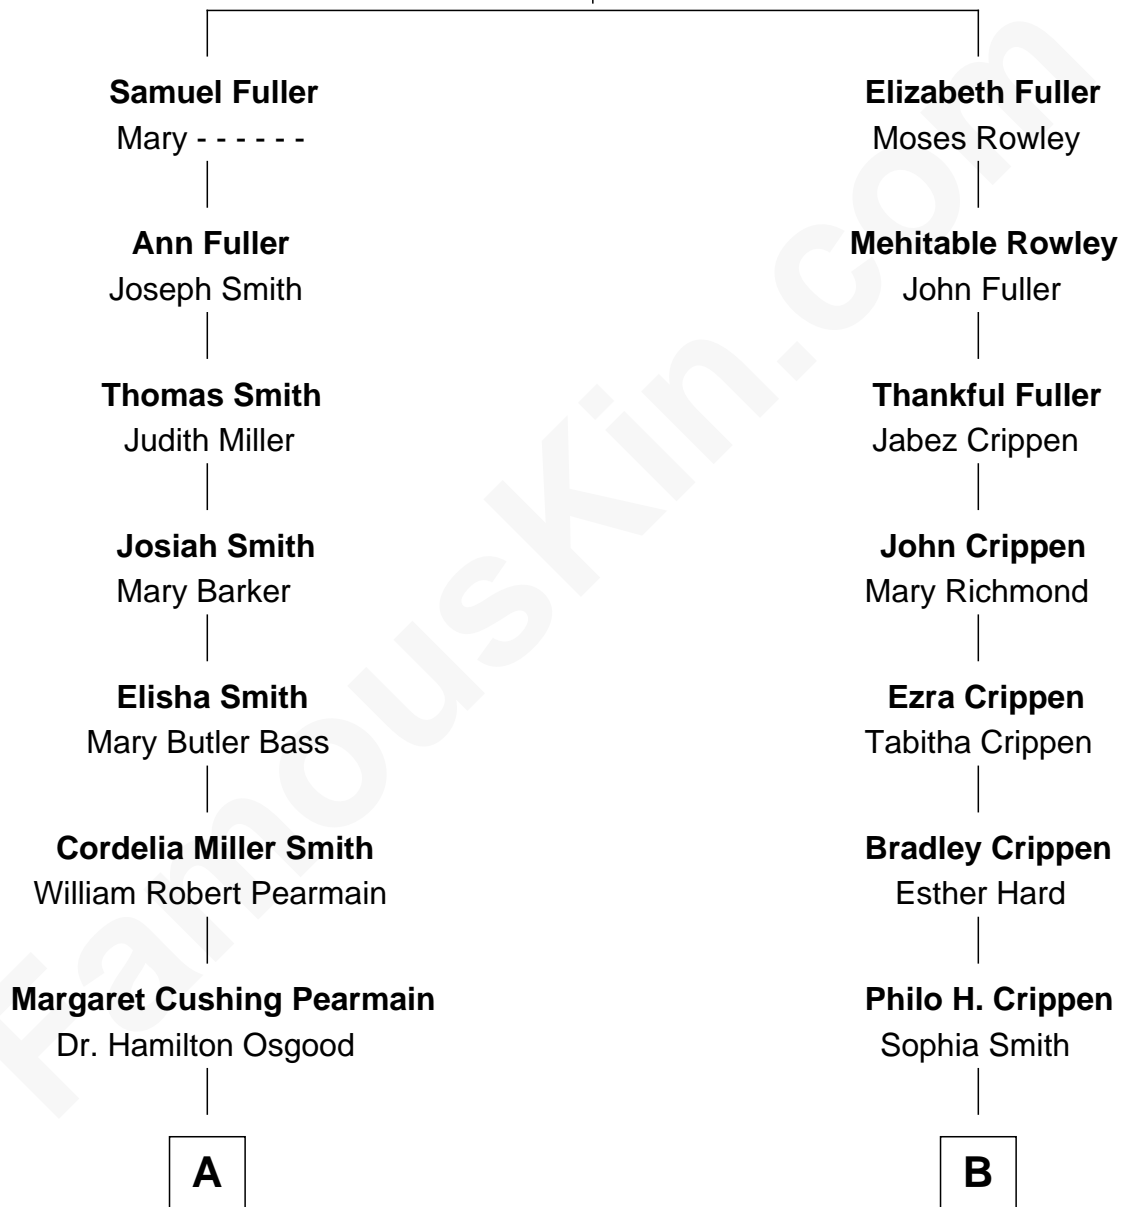 Samuel Fuller
Mary - - - - - -
Elizabeth Fuller
Moses Rowley
Ann Fuller
Joseph Smith
Mehitable Rowley
John Fuller
Thomas Smith
Judith Miller
Thankful Fuller
Jabez Crippen
Josiah Smith
Mary Barker
John Crippen
Mary Richmond
Elisha Smith
Mary Butler Bass
Ezra Crippen
Tabitha Crippen
Cordelia Miller Smith
William Robert Pearmain
Bradley Crippen
Esther Hard
Margaret Cushing Pearmain
Dr. Hamilton Osgood
Philo H. Crippen
Sophia Smith
A
B
FamousKin.com